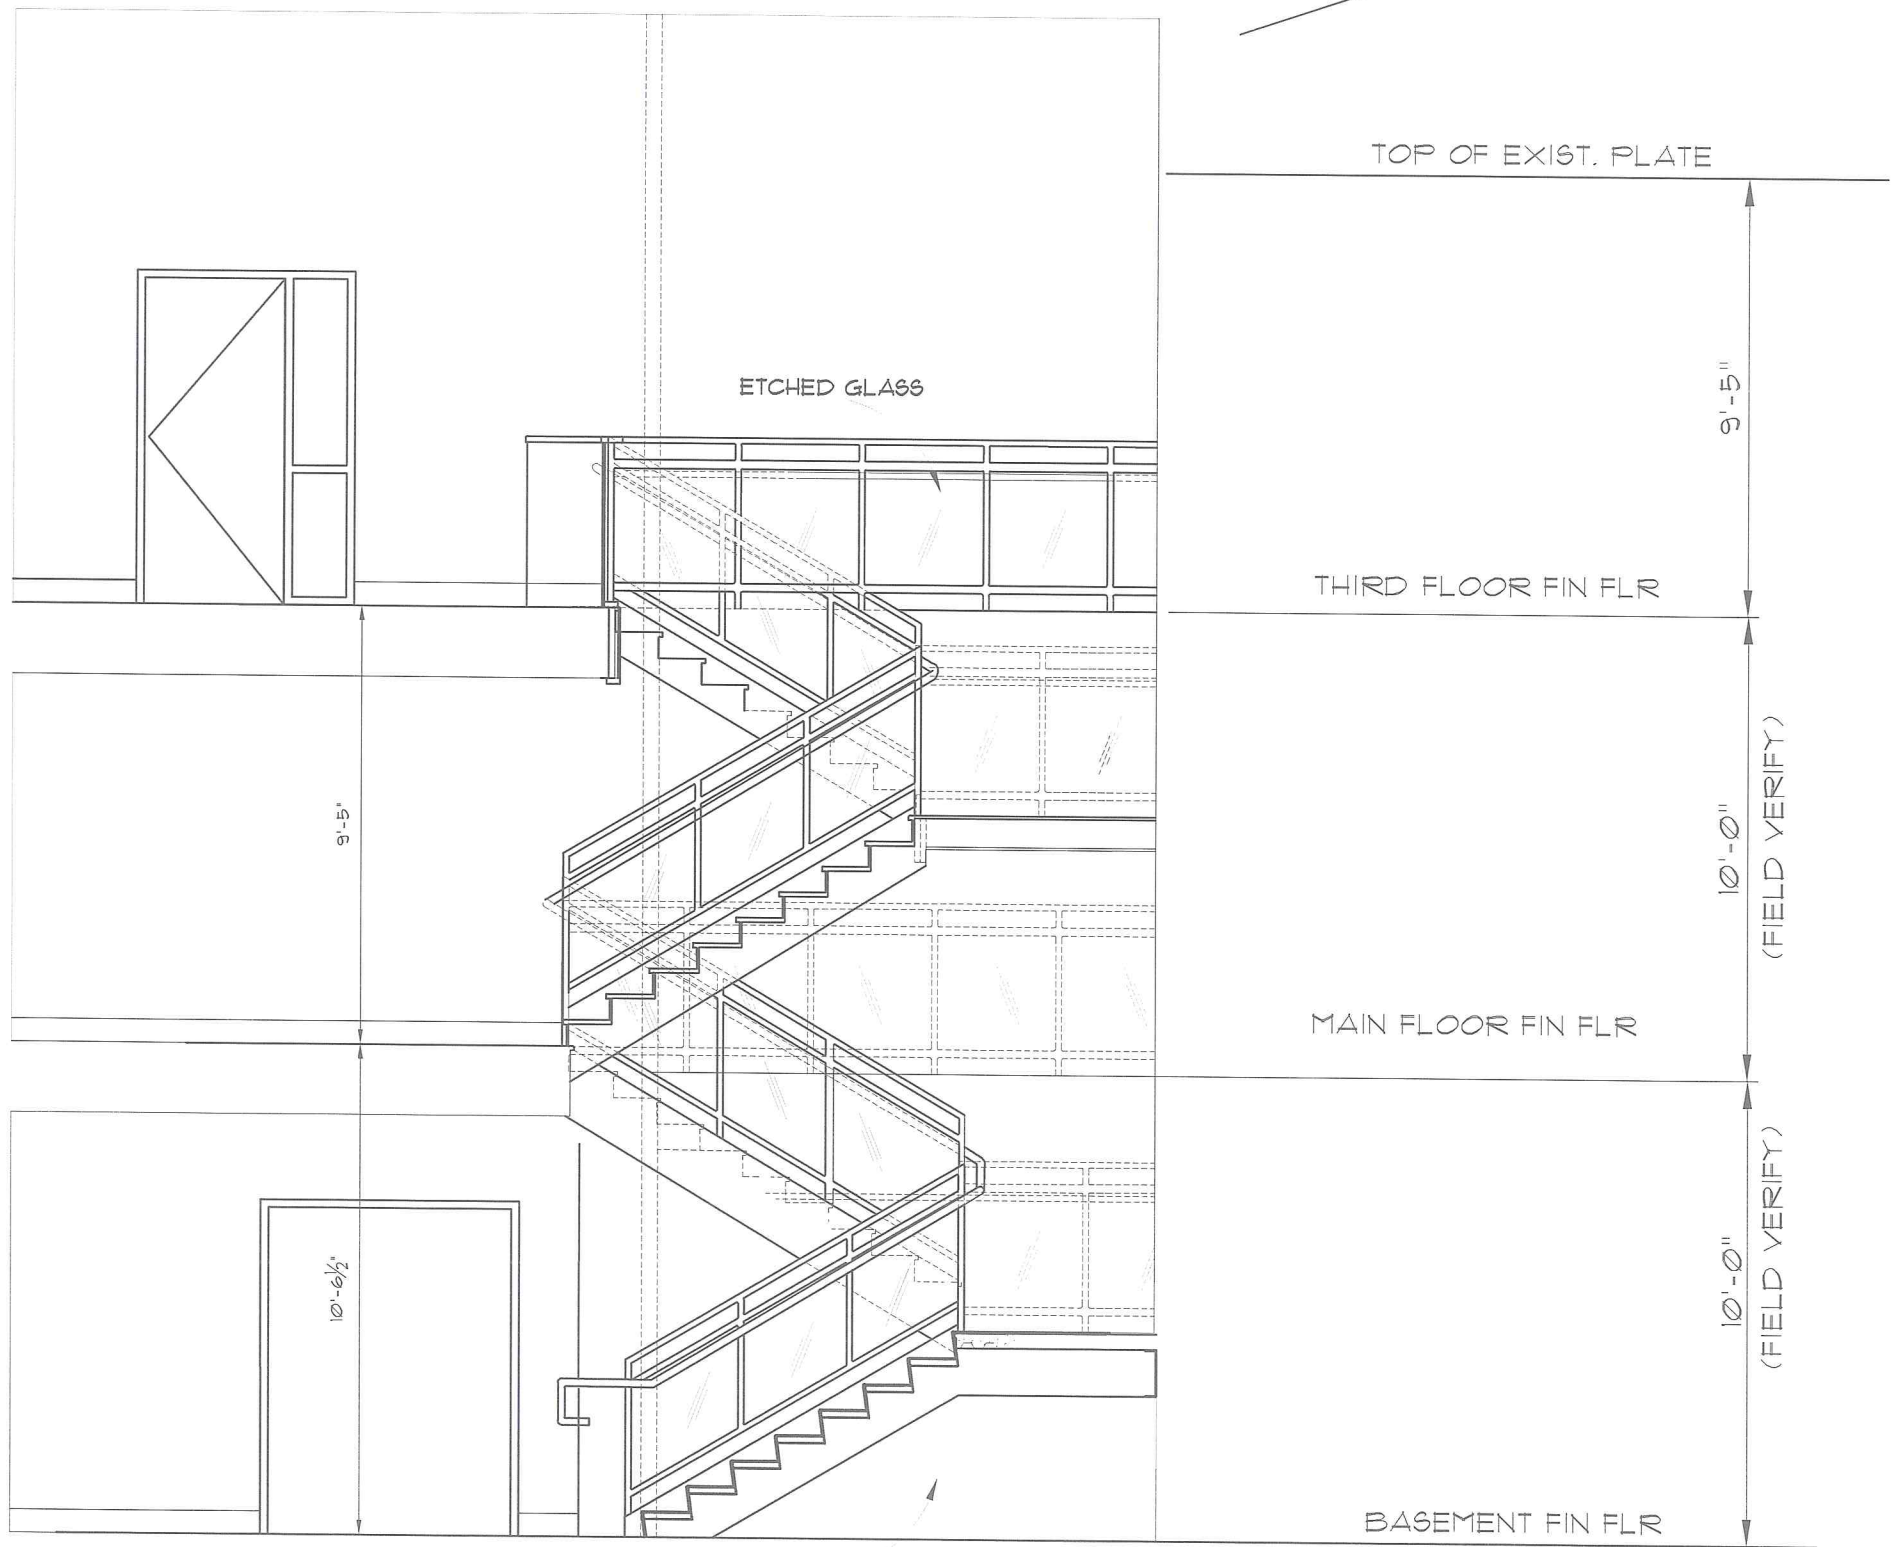 TOP OF EXIST. PLATE
9'-5"
ETCHED GLASS
THIRD FLOOR FIN FLR
9'-5"
10'-0"
(FIELD VERIFY)
MAIN FLOOR FIN FLR
10'-6½"
10'-0"
(FIELD VERIFY)
BASEMENT FIN FLR